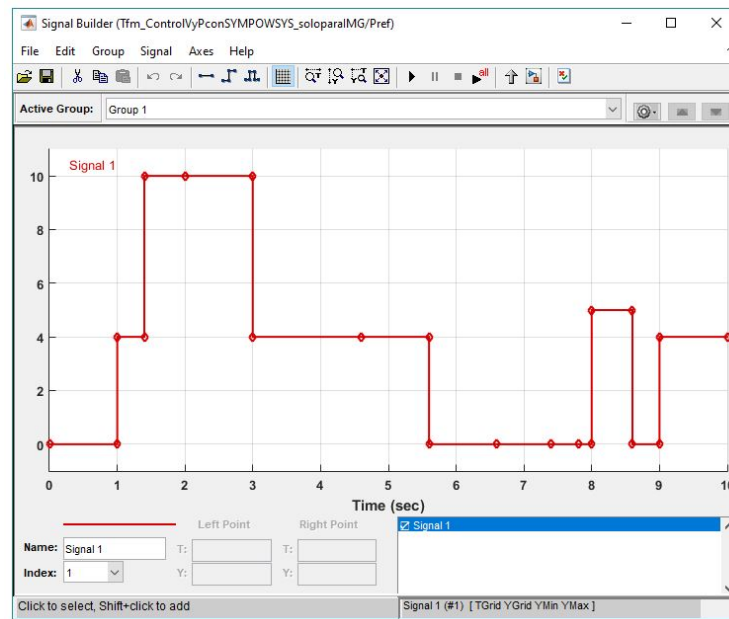 Signal Builder (Tfm_ControlVyPconSYMPOWSYS_soloparalMG/Pref)
File Edit Group Signal Axes Help
all
Active Group: Group 1
Signal 1
10
8
6
4
2
0
0 1 2 3 4 5 6 7 8 9 10
Time (sec)
Left Point Right Point
Name: Signal 1 T: T:
Index: 1 Y: Y:
Signal 1
Click to select, Shift+click to add
Signal 1 (#1) [ TGrid YGrid YMin YMax ]